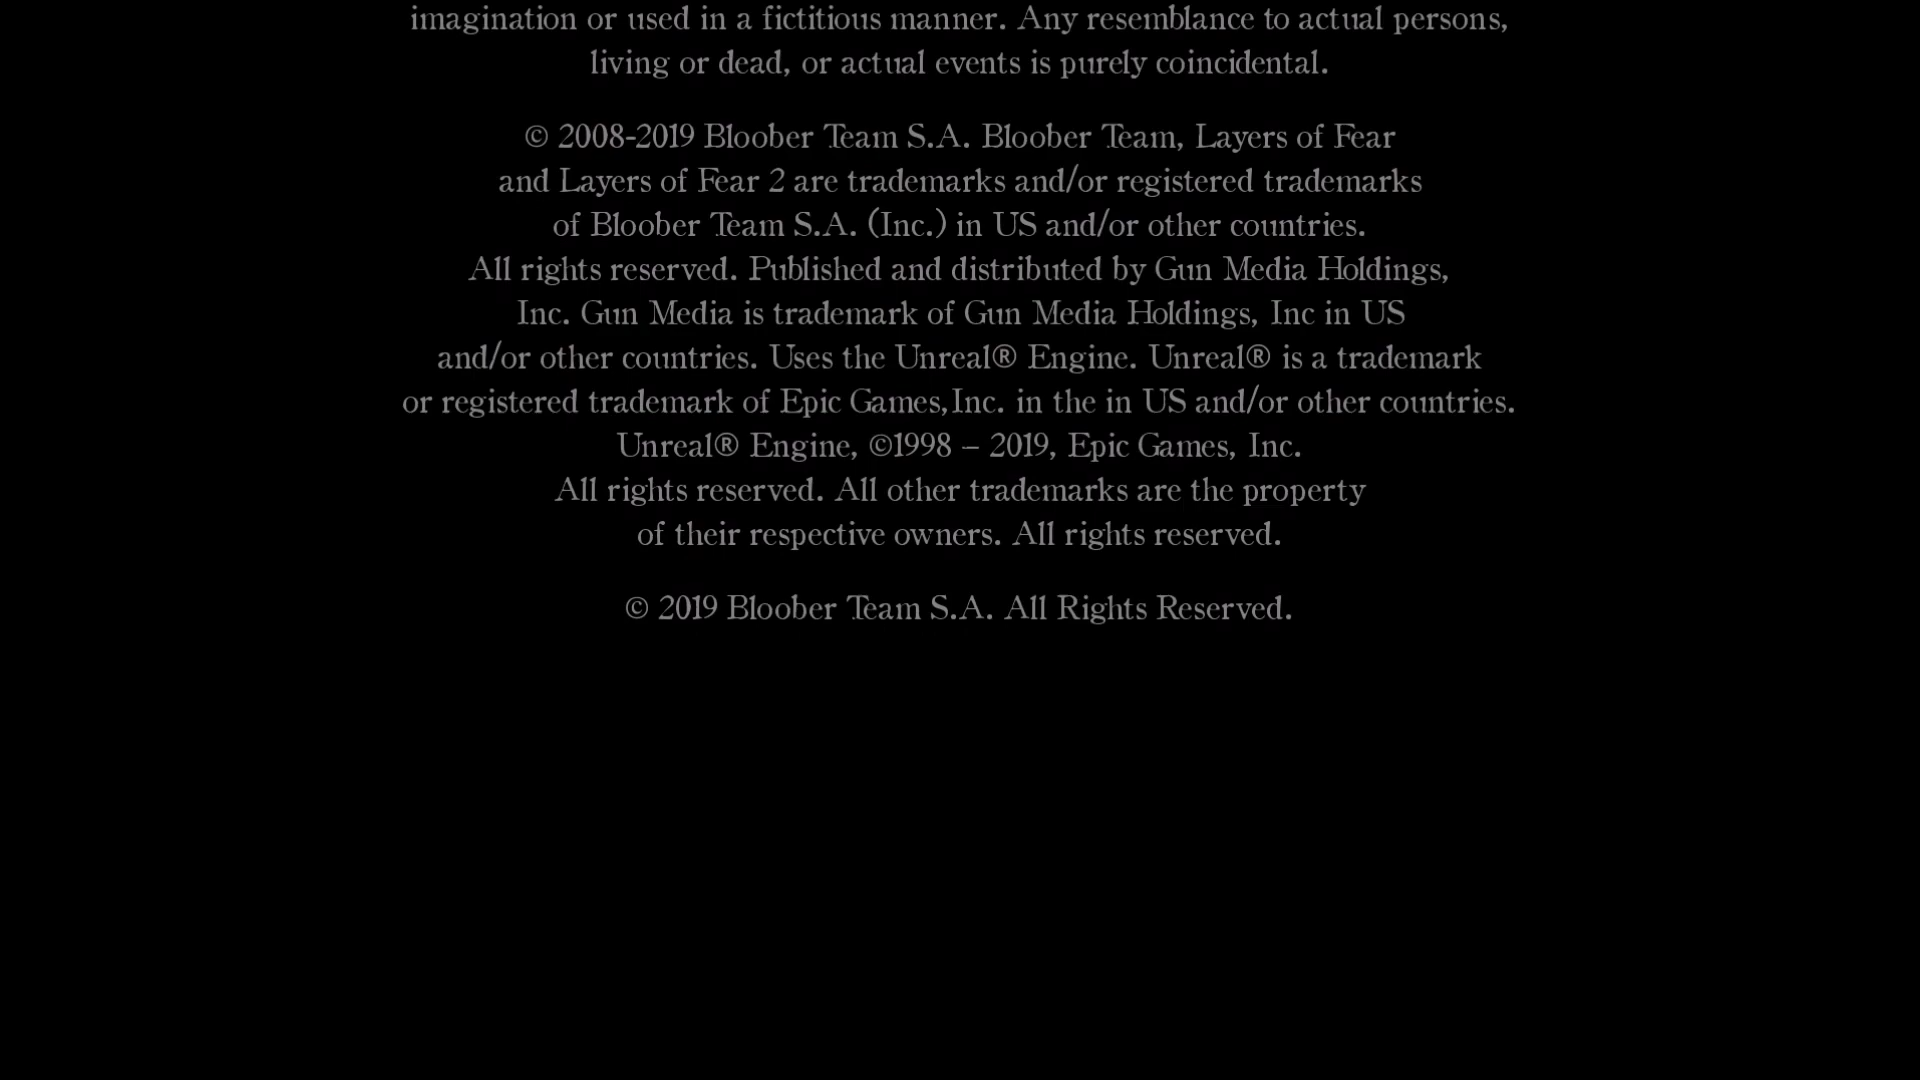 imagination or used in a fictitious manner. Any resemblance to actual persons,
living or dead, or actual events is purely coincidental.
© 2008-2019 Bloober Team S.A. Bloober Team, Layers of Fear
and Layers of Fear 2 are trademarks and/or registered trademarks
of Bloober Team S.A. (Inc.) in US and/or other countries.
All rights reserved. Published and distributed by Gun Media Holdings,
Inc. Gun Media is trademark of Gun Media Holdings, Inc in US
and/or other countries. Uses the Unreal® Engine. Unreal® is a trademark
or registered trademark of Epic Games,Inc. in the in US and/or other countries.
Unreal® Engine, ©1998 – 2019, Epic Games, Inc.
All rights reserved. All other trademarks are the property
of their respective owners. All rights reserved.
© 2019 Bloober Team S.A. All Rights Reserved.